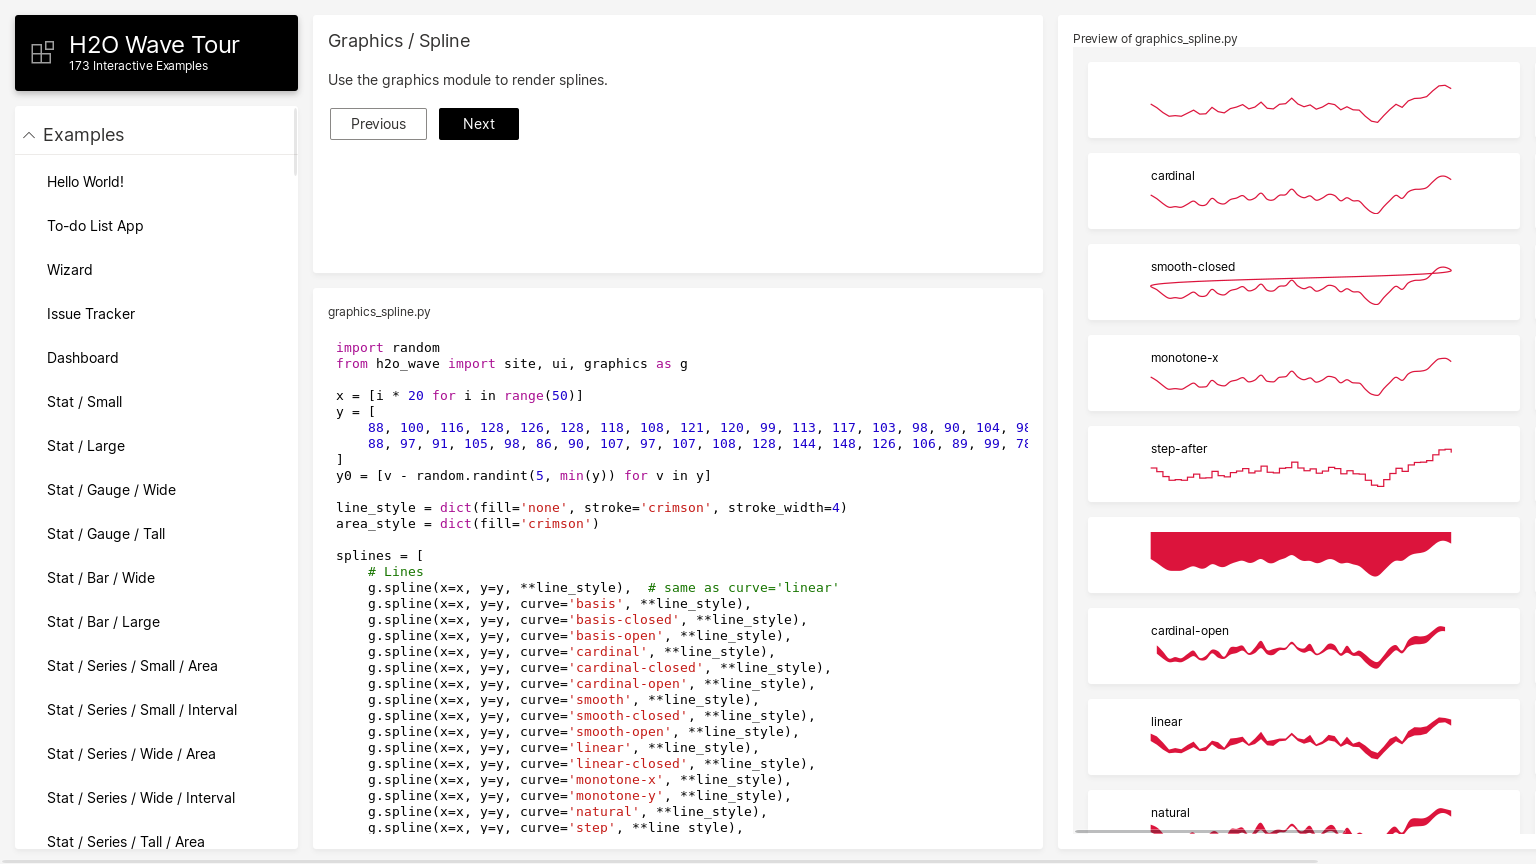 H2O Wave Tour
173 Interactive Examples
Examples
Hello World!
To-do List App
Wizard
Issue Tracker
Dashboard
Stat / Small
Stat / Large
Stat / Gauge / Wide
Stat / Gauge / Tall
Stat / Bar / Wide
Stat / Bar / Large
Stat / Series / Small / Area
Stat / Series / Small / Interval
Stat / Series / Wide / Area
Stat / Series / Wide / Interval
Stat / Series / Tall / Area
Graphics / Spline
Use the graphics module to render splines.
Previous
Next
graphics_spline.py
import random
from h2o_wave import site, ui, graphics as g
x = [i * 20 for i in range(50)]
y = [
88, 100, 116, 128, 126, 128, 118, 108, 121, 120, 99, 113, 117, 103, 98, 90, 104, 98
88, 97, 91, 105, 98, 86, 90, 107, 97, 107, 108, 128, 144, 148, 126, 106, 89, 99, 78
]
y0 = [v - random.randint(5, min(y)) for v in y]
line_style = dict(fill='none', stroke='crimson', stroke_width=4)
area_style = dict(fill='crimson')
splines = [
# Lines
g.spline(x=x, y=y, **line_style),  # same as curve='linear'
g.spline(x=x, y=y, curve='basis', **line_style),
g.spline(x=x, y=y, curve='basis-closed', **line_style),
g.spline(x=x, y=y, curve='basis-open', **line_style),
g.spline(x=x, y=y, curve='cardinal', **line_style),
g.spline(x=x, y=y, curve='cardinal-closed', **line_style),
g.spline(x=x, y=y, curve='cardinal-open', **line_style),
g.spline(x=x, y=y, curve='smooth', **line_style),
g.spline(x=x, y=y, curve='smooth-closed', **line_style),
g.spline(x=x, y=y, curve='smooth-open', **line_style),
g.spline(x=x, y=y, curve='linear', **line_style),
g.spline(x=x, y=y, curve='linear-closed', **line_style),
g.spline(x=x, y=y, curve='monotone-x', **line_style),
g.spline(x=x, y=y, curve='monotone-y', **line_style),
g.spline(x=x, y=y, curve='natural', **line_style),
g.spline(x=x, y=y, curve='step', **line_style),
Preview of graphics_spline.py
cardinal
smooth-closed
monotone-x
step-after
cardinal-open
linear
natural